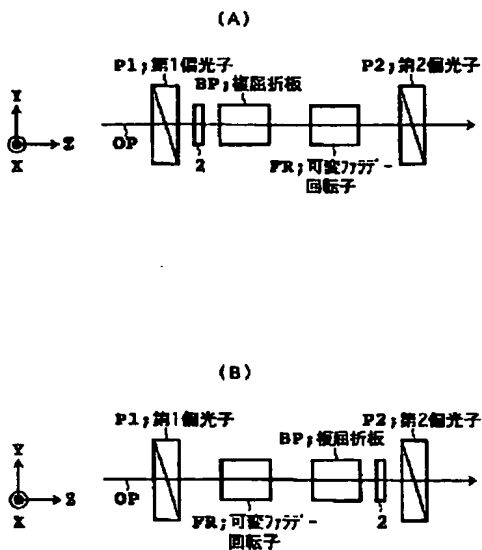 (A)
P1;第1偏光子
P2;第2偏光子
BP;複屈折板
Y
Z
X
OP
2
FR;可変ファラデー
回転子
(B)
P1;第1偏光子
P2;第2偏光子
BP;複屈折板
Y
Z
X
OP
FR;可変ファラデー
回転子
2